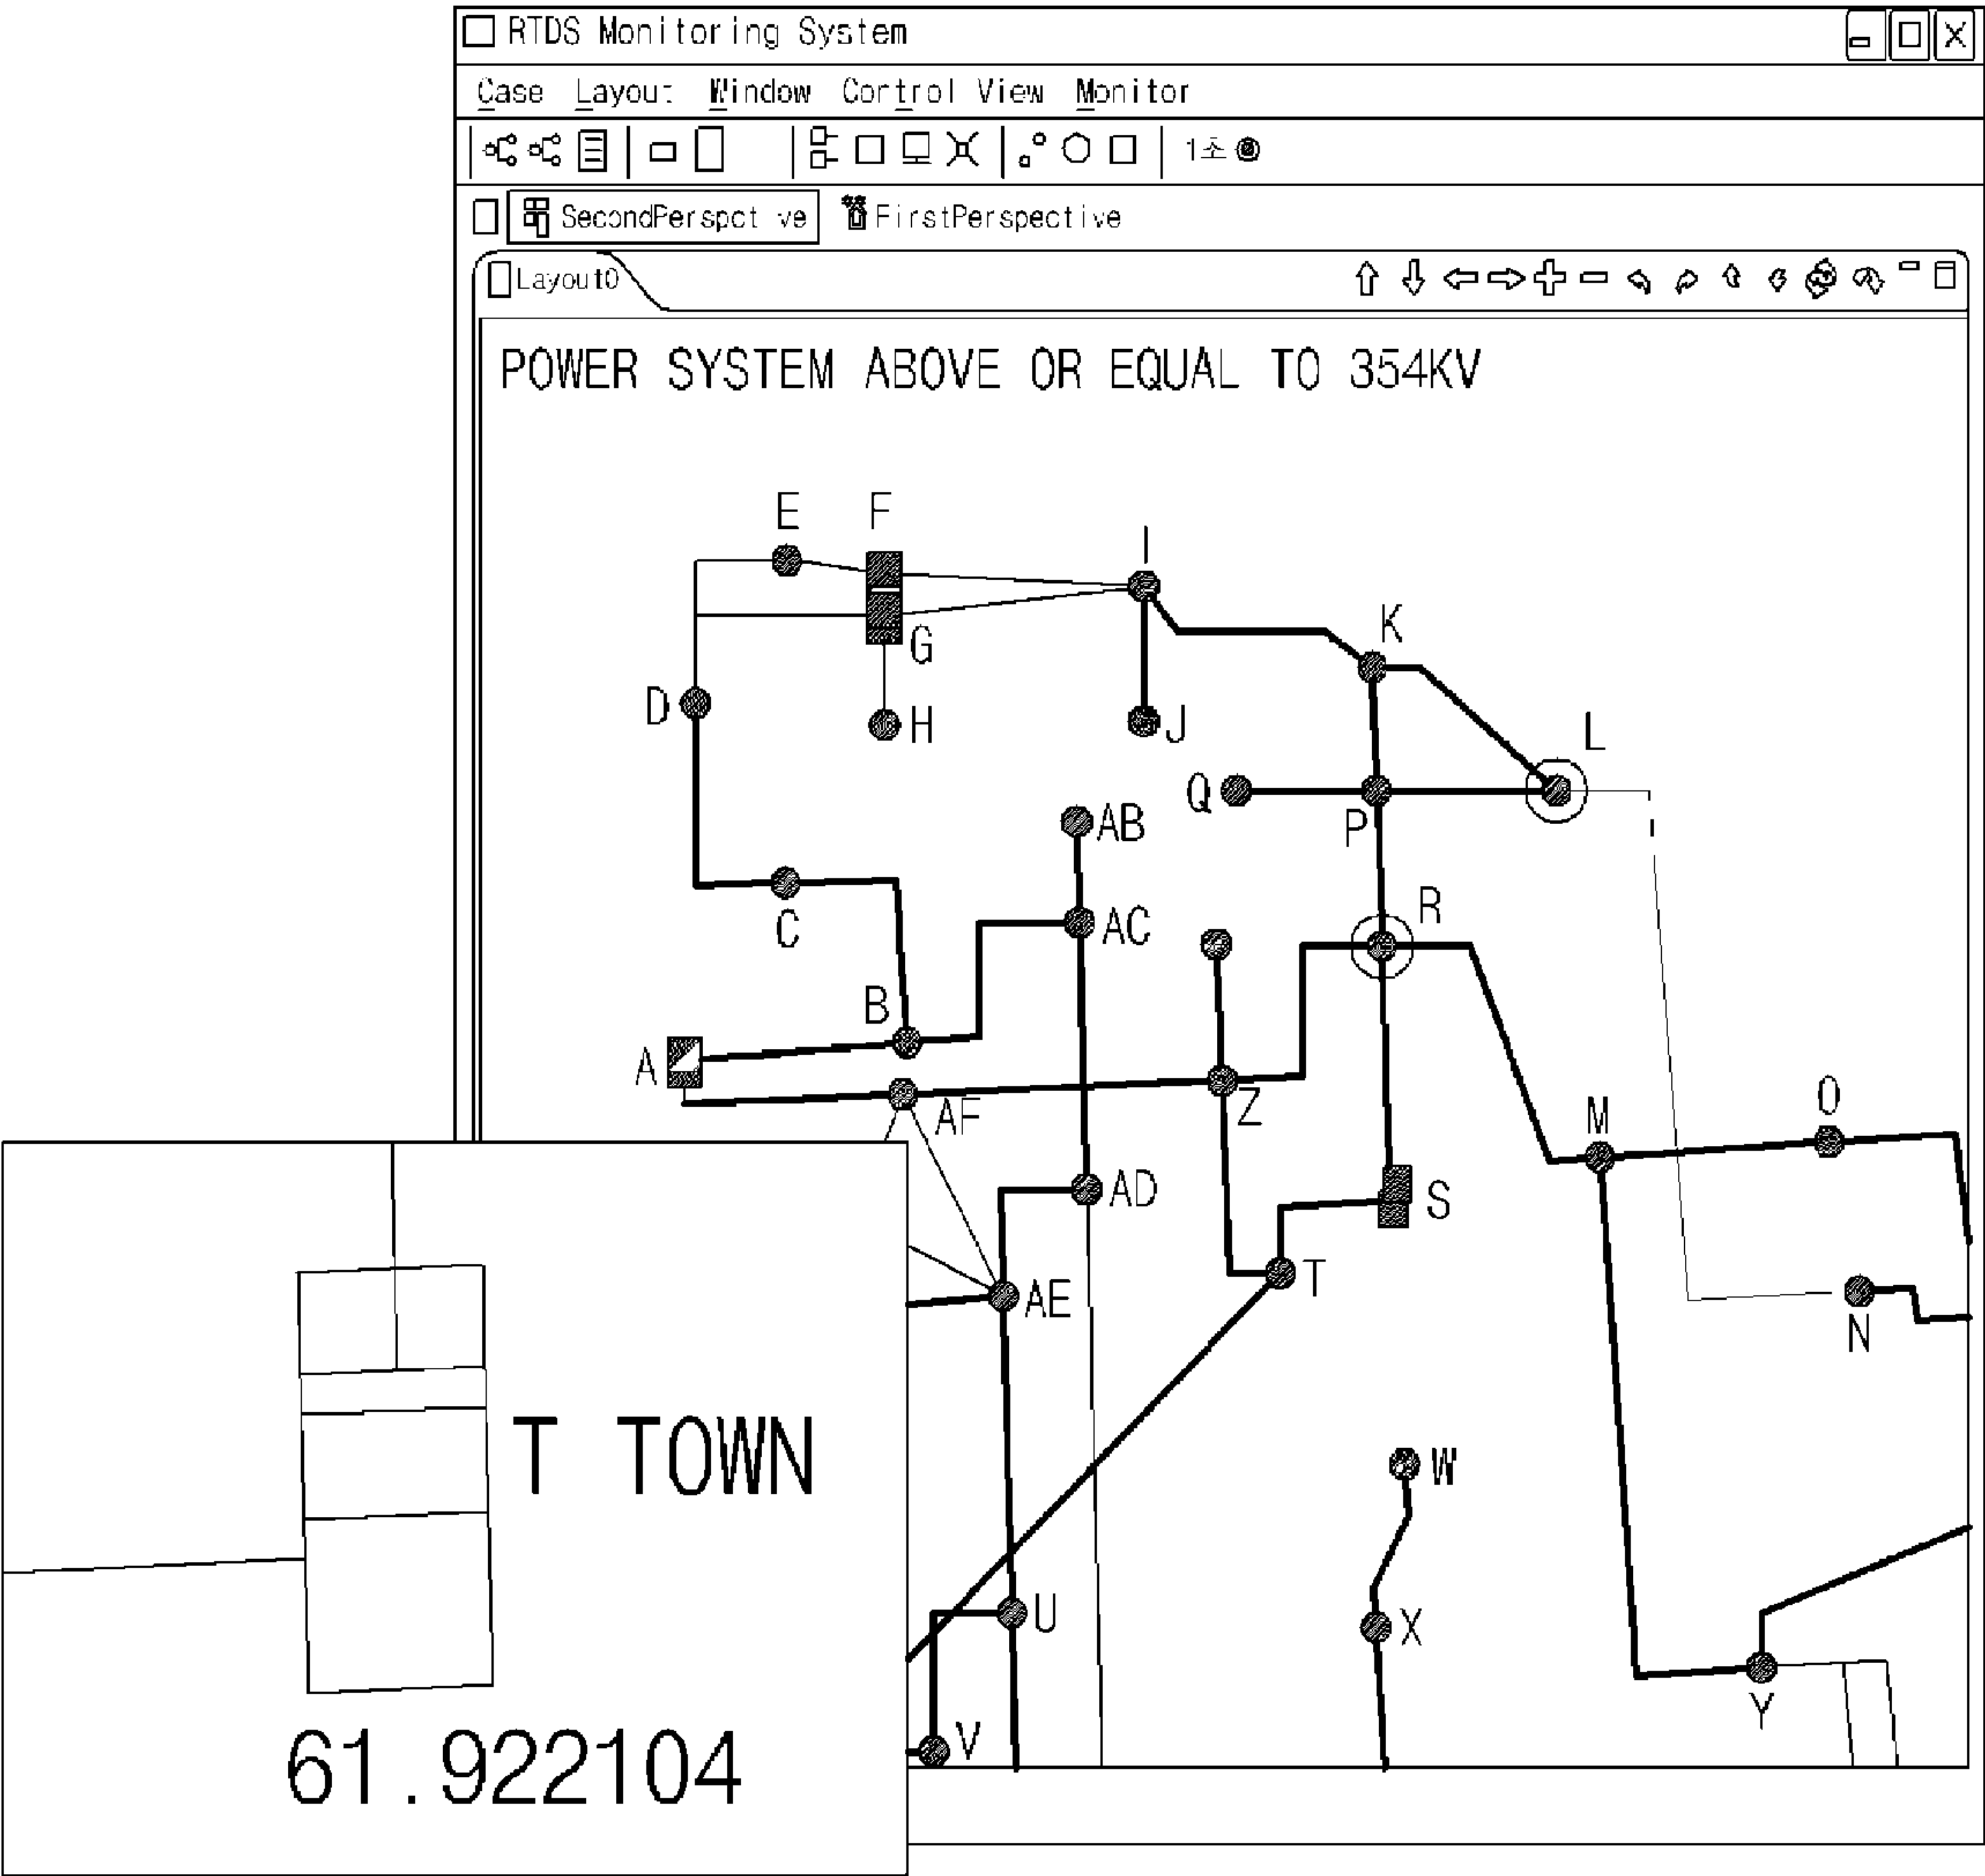 RTDS Monitoring System
Case Layout Window Control View Monitor
1초
SecondPerspct ve FirstPerspective
Layout0
POWER SYSTEM ABOVE OR EQUAL TO 354KV
E F I
K
G
D H J L
Q AB P
C AC R
B
A AF Z M O
AD S
AE T N
T TOWN
W
U X
Y
V
61.922104